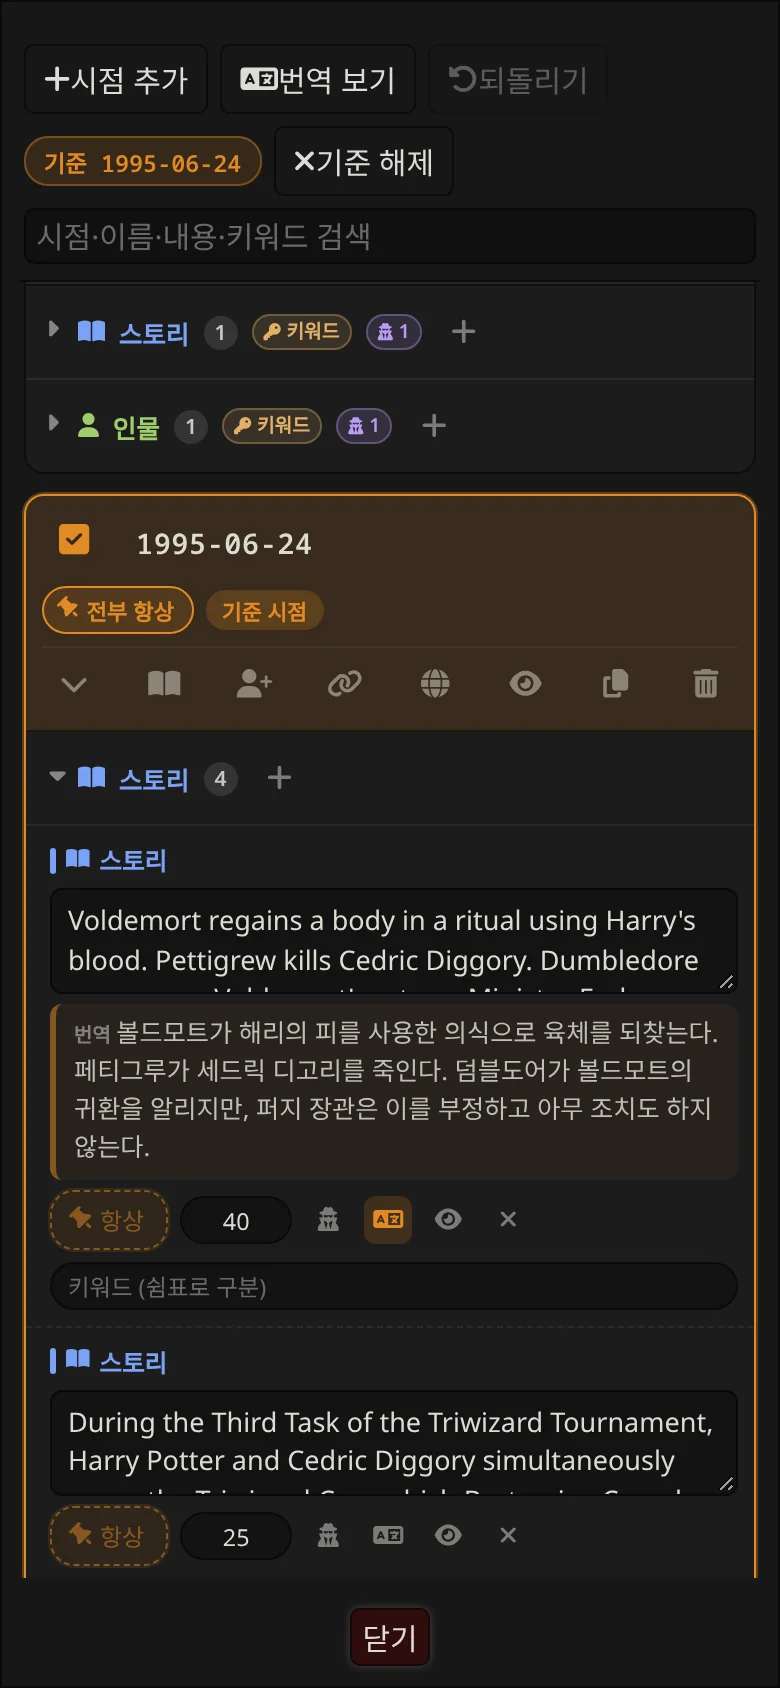 시점 추가
번역 보기
되돌리기
기준 1995-06-24
기준 해제
시점·이름·내용·키워드 검색
스토리 1 키워드 1
인물 1 키워드 1
1995-06-24
전부 항상
기준 시점
스토리 4
스토리
Voldemort regains a body in a ritual using Harry's
blood. Pettigrew kills Cedric Diggory. Dumbledore
번역 볼드모트가 해리의 피를 사용한 의식으로 육체를 되찾는다.
페티그루가 세드릭 디고리를 죽인다. 덤블도어가 볼드모트의
귀환을 알리지만, 퍼지 장관은 이를 부정하고 아무 조치도 하지
않는다.
항상 40
키워드 (쉼표로 구분)
스토리
During the Third Task of the Triwizard Tournament,
Harry Potter and Cedric Diggory simultaneously
항상 25
닫기